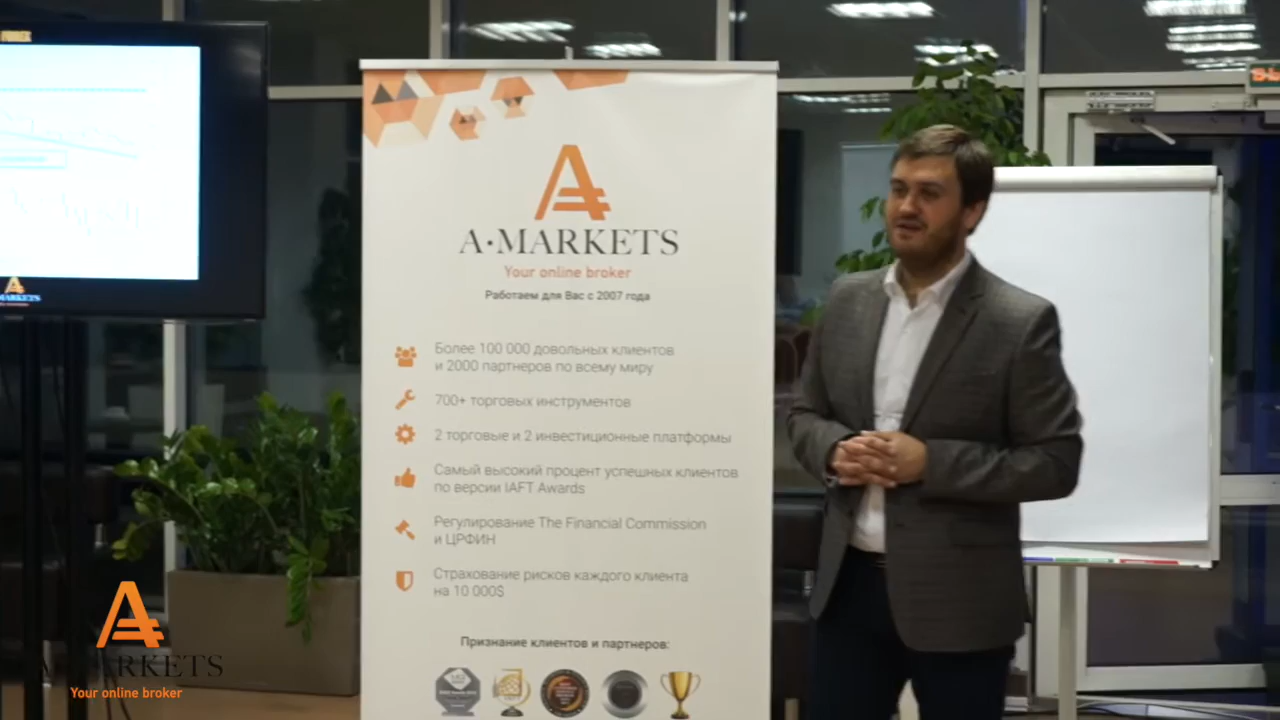 A·MARKETS
Your online broker
Работаем для Вас с 2007 года
Более 100 000 довольных клиентов
и 2000 партнеров по всему миру
700+ торговых инструментов
2 торговые и 2 инвестиционные платформы
Самый высокий процент успешных клиентов
по версии IAFT Awards
Регулирование The Financial Commission
и ЦРФИН
Страхование рисков каждого клиента
на 10 000$
Признание клиентов и партнеров:
A·MARKETS
Your online broker